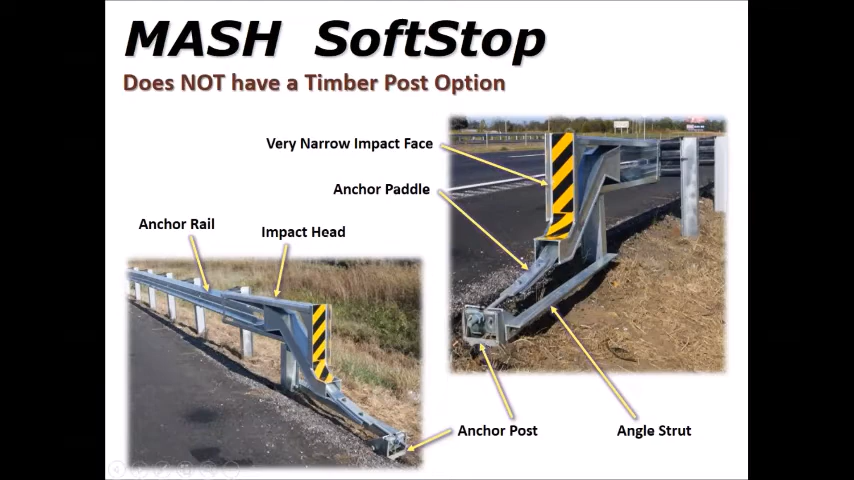 MASH SoftStop
Does NOT have a Timber Post Option
Very Narrow Impact Face
Anchor Paddle
Anchor Rail
Impact Head
Anchor Post
Angle Strut